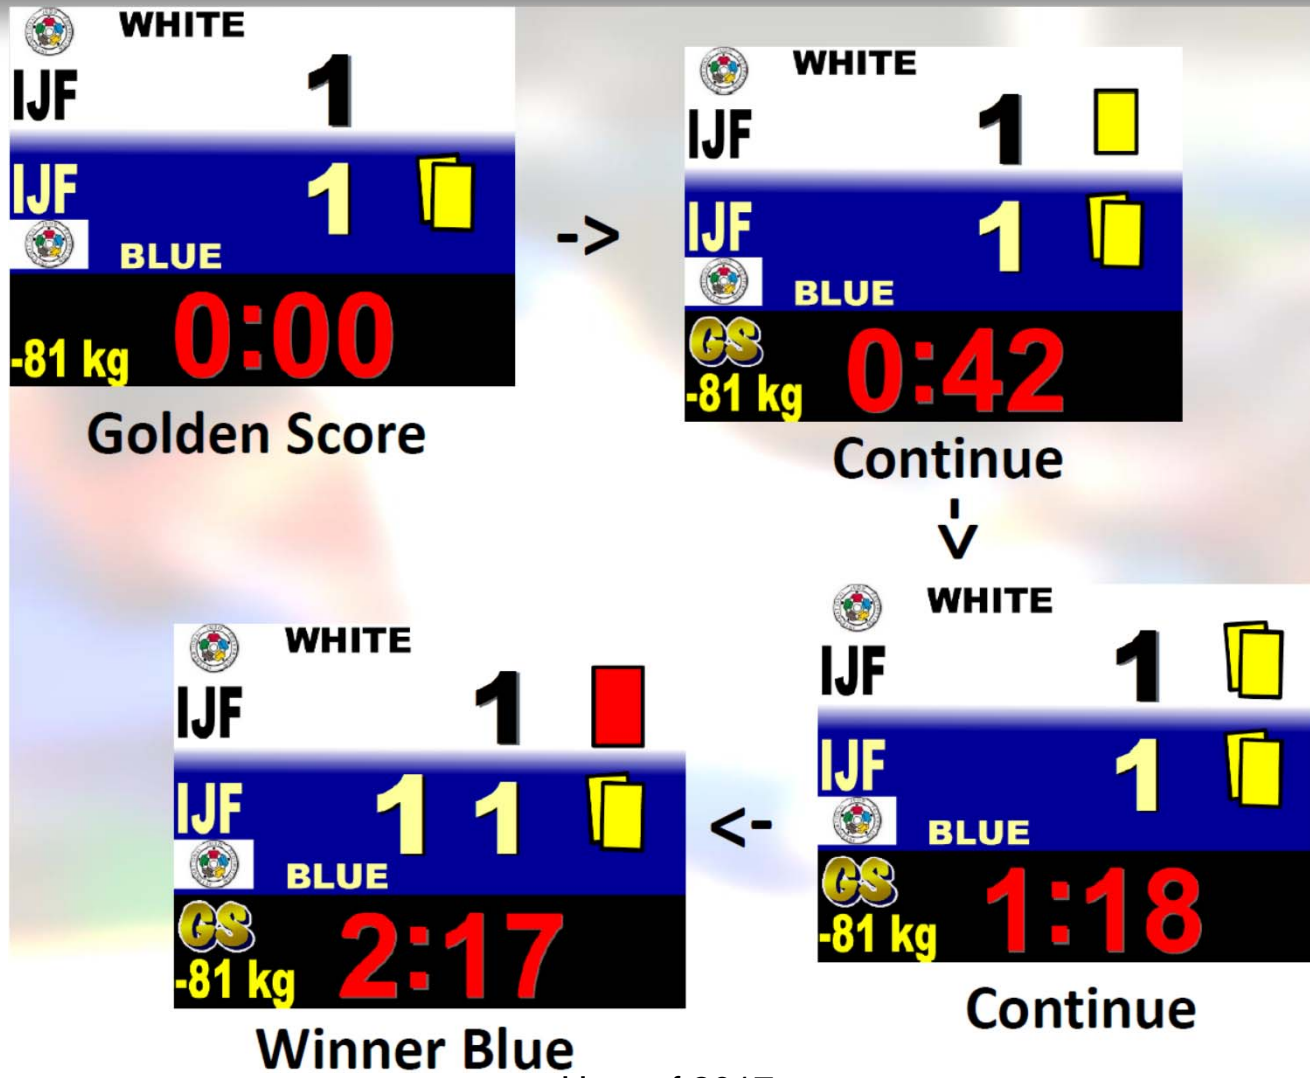 WHITE
IJF 1
IJF 1
BLUE
-81 kg 0:00
Golden Score
->
WHITE
IJF 1
IJF 1
BLUE
GS
-81 kg 0:42
Continue
->
WHITE
IJF 1
IJF 1
BLUE
GS
-81 kg 1:18
Continue
<-
WHITE
IJF 1
IJF 1 1
BLUE
GS
-81 kg 2:17
Winner Blue